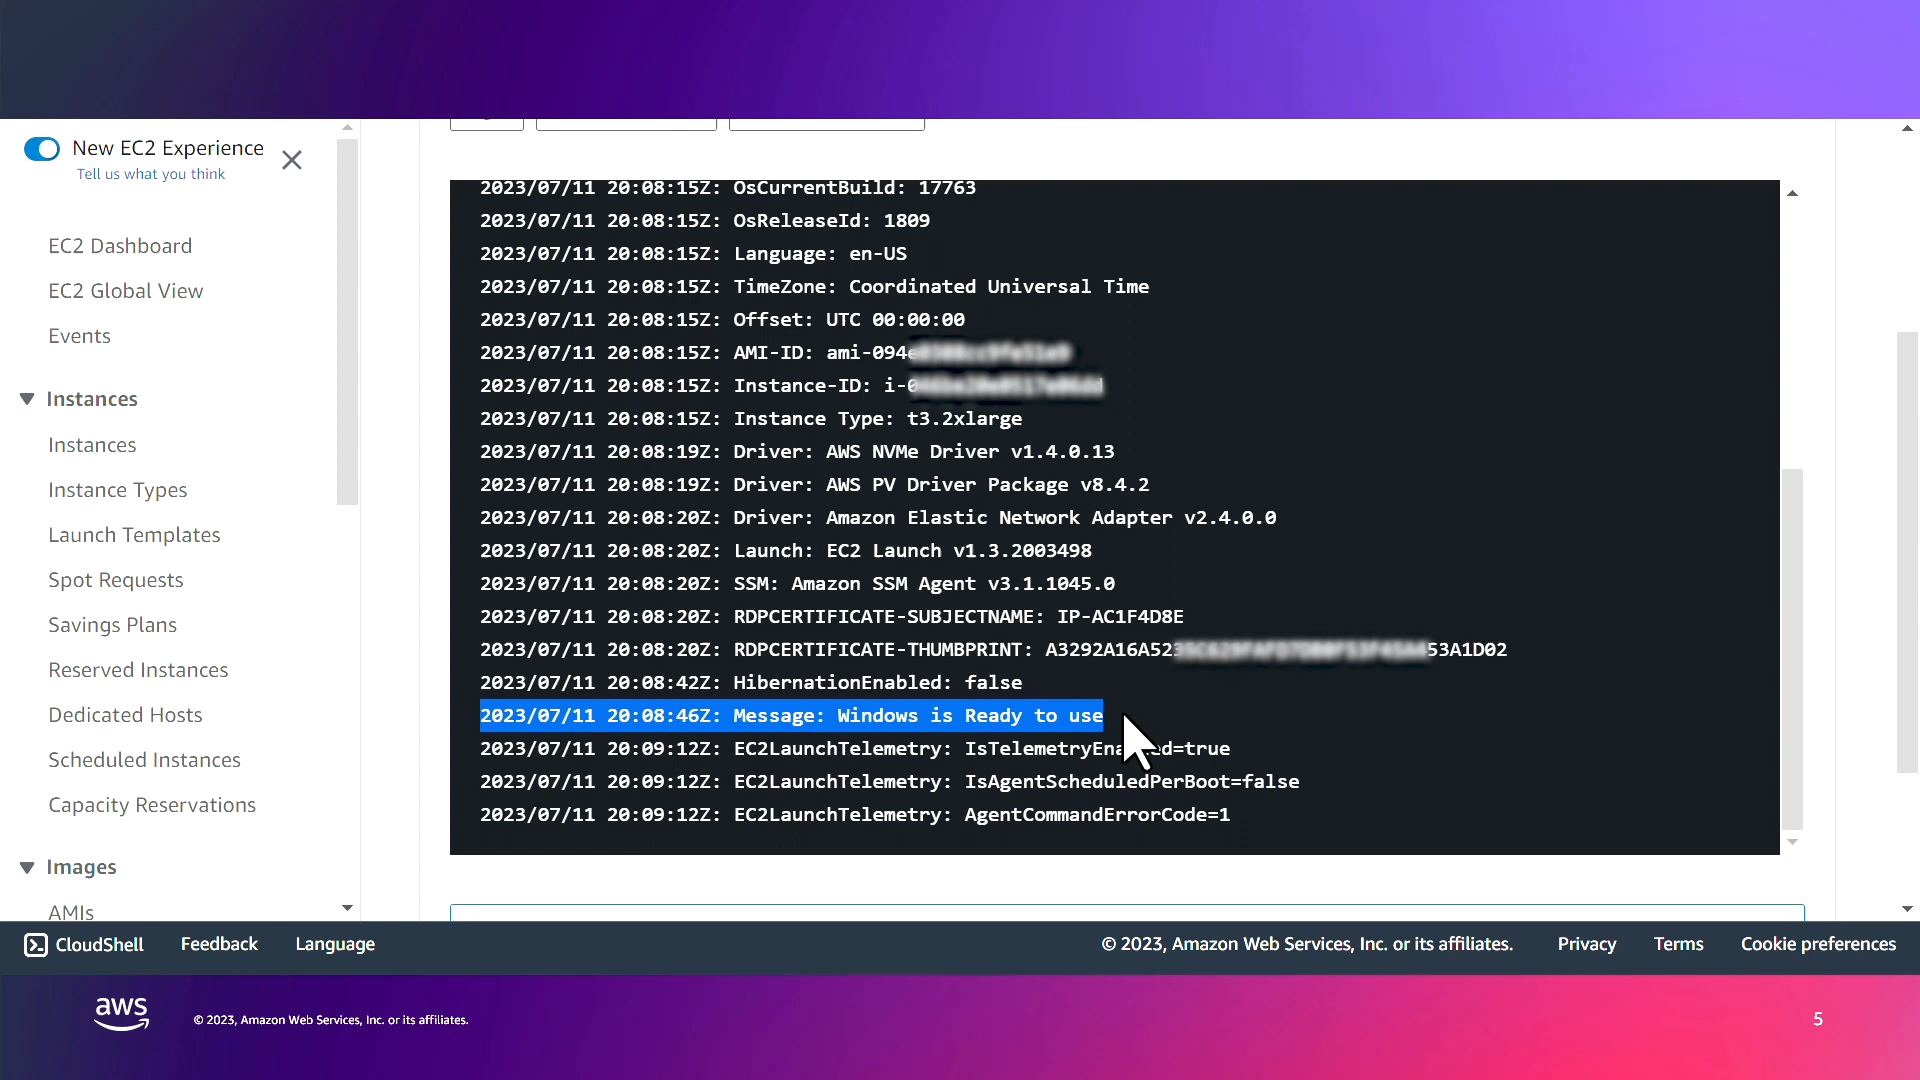 New EC2 Experience
Tell us what you think
EC2 Dashboard
EC2 Global View
Events
Instances
Instances
Instance Types
Launch Templates
Spot Requests
Savings Plans
Reserved Instances
Dedicated Hosts
Scheduled Instances
Capacity Reservations
Images
AMIs
2023/07/11 20:08:15Z: OsCurrentBuild: 17763
2023/07/11 20:08:15Z: OsReleaseId: 1809
2023/07/11 20:08:15Z: Language: en-US
2023/07/11 20:08:15Z: TimeZone: Coordinated Universal Time
2023/07/11 20:08:15Z: Offset: UTC 00:00:00
2023/07/11 20:08:15Z: AMI-ID:
2023/07/11 20:08:15Z: Instance-ID:
2023/07/11 20:08:15Z: Instance Type: t3.2xlarge
2023/07/11 20:08:19Z: Driver: AWS NVMe Driver v1.4.0.13
2023/07/11 20:08:19Z: Driver: AWS PV Driver Package v8.4.2
2023/07/11 20:08:20Z: Driver: Amazon Elastic Network Adapter v2.4.0.0
2023/07/11 20:08:20Z: Launch: EC2 Launch v1.3.2003498
2023/07/11 20:08:20Z: SSM: Amazon SSM Agent v3.1.1045.0
2023/07/11 20:08:20Z: RDPCERTIFICATE-SUBJECTNAME: IP-AC1F4D8E
2023/07/11 20:08:20Z: RDPCERTIFICATE-THUMBPRINT:
2023/07/11 20:08:42Z: HibernationEnabled: false
2023/07/11 20:08:46Z: Message: Windows is Ready to use
2023/07/11 20:09:12Z: EC2LaunchTelemetry:
2023/07/11 20:09:12Z: EC2LaunchTelemetry: IsAgentScheduledPerBoot=false
2023/07/11 20:09:12Z: EC2LaunchTelemetry: AgentCommandErrorCode=1
CloudShell Feedback Language © 2023, Amazon Web Services, Inc. or its affiliates. Privacy Terms Cookie preferences
aws © 2023, Amazon Web Services, Inc. or its affiliates. 5